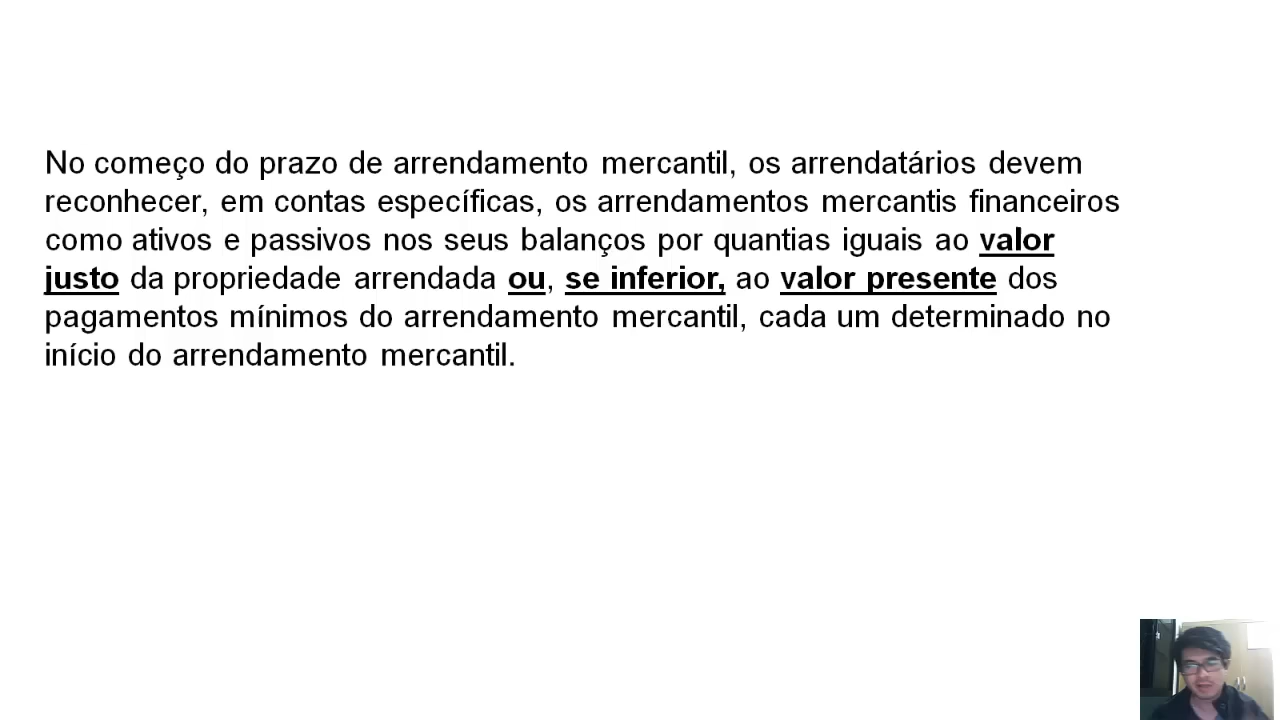 No começo do prazo de arrendamento mercantil, os arrendatários devem
reconhecer, em contas específicas, os arrendamentos mercantis financeiros
como ativos e passivos nos seus balanços por quantias iguais ao valor
justo da propriedade arrendada ou, se inferior, ao valor presente dos
pagamentos mínimos do arrendamento mercantil, cada um determinado no
início do arrendamento mercantil.